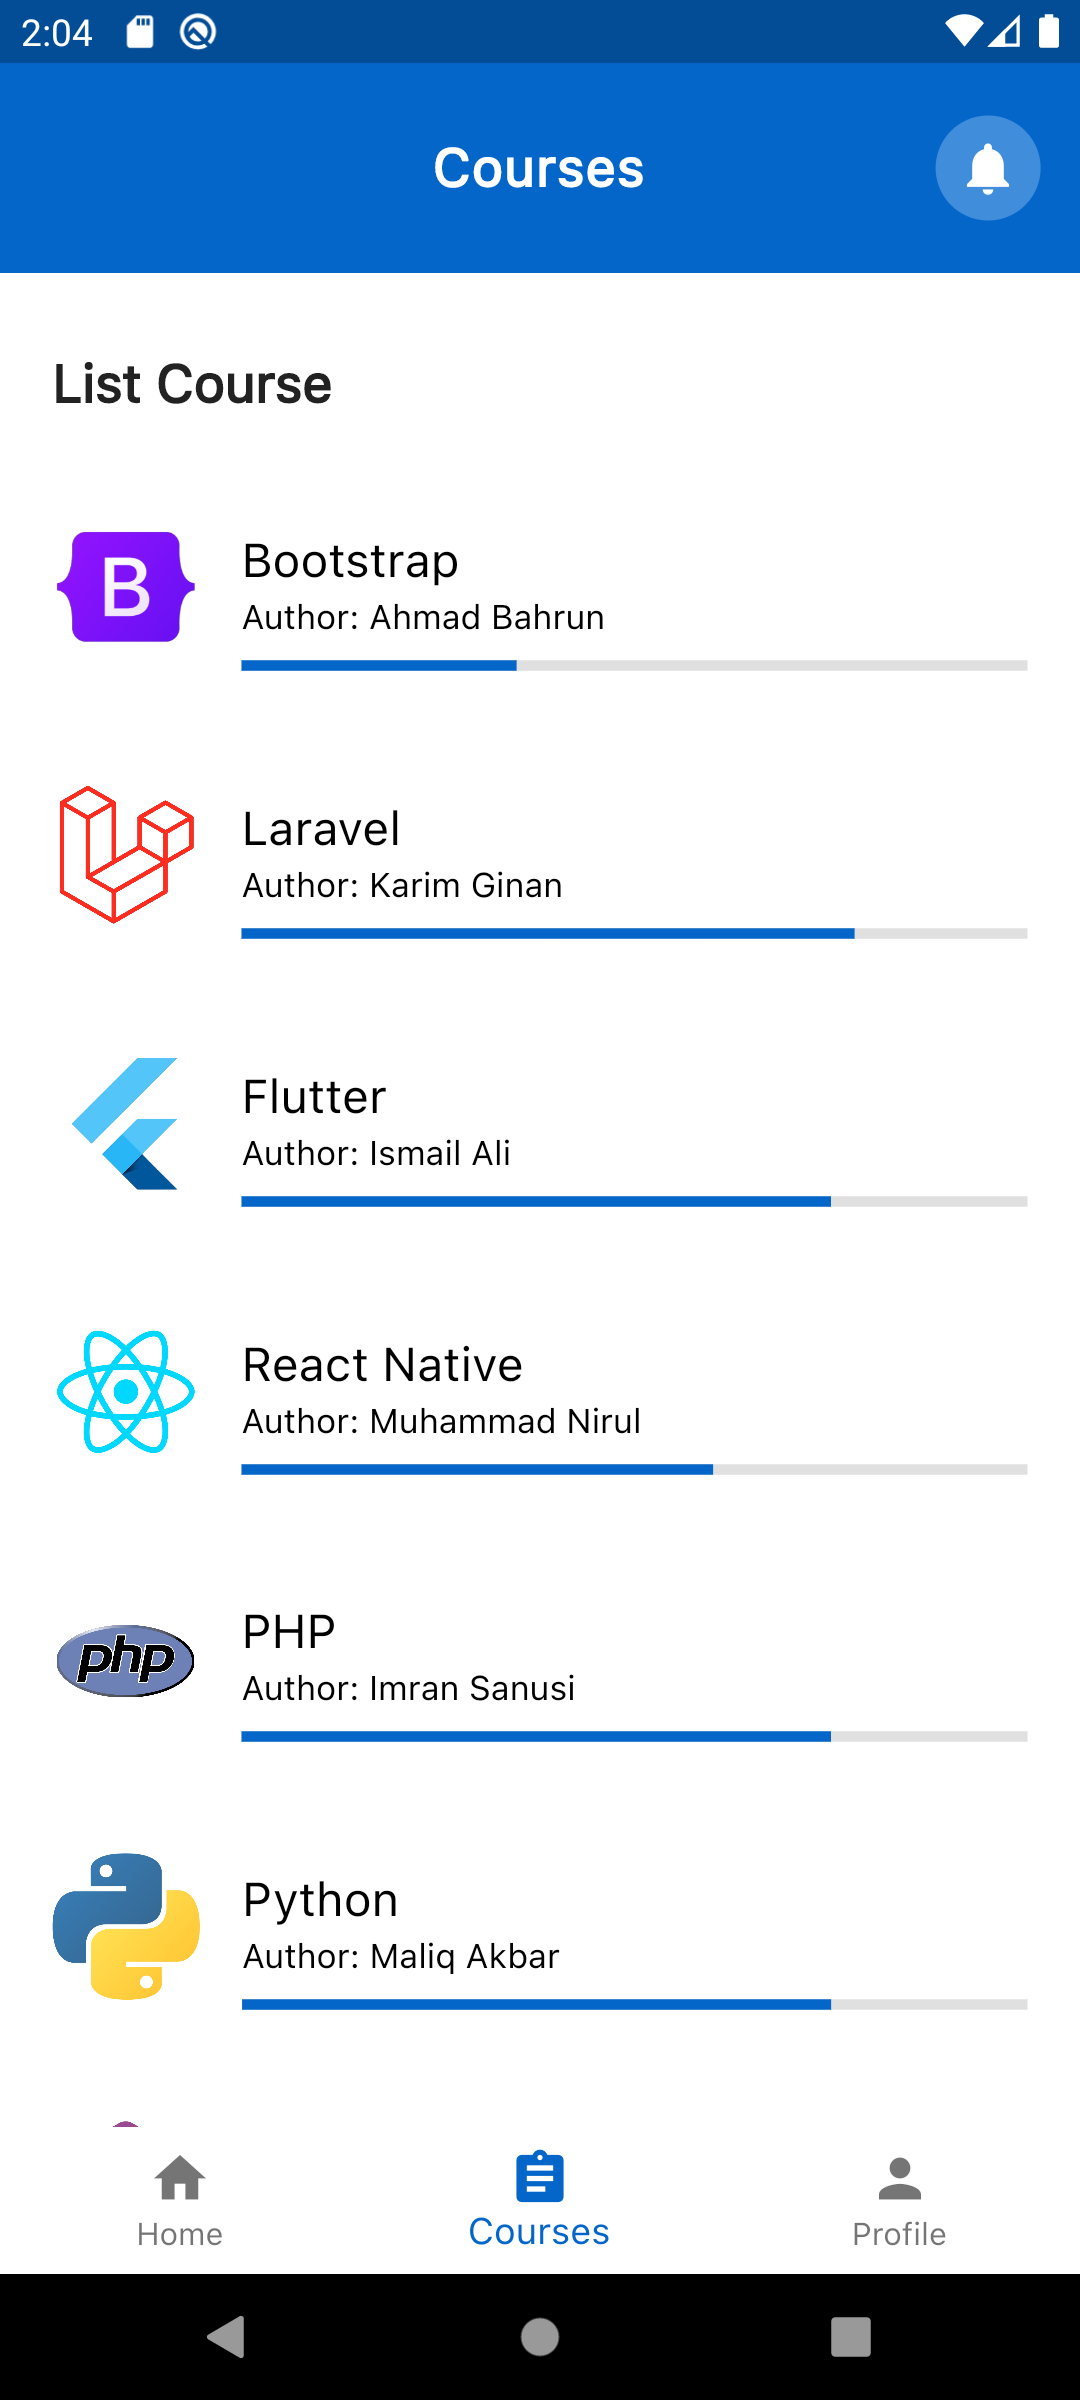 2:04
Courses
List Course
B
Bootstrap
Author: Ahmad Bahrun
Laravel
Author: Karim Ginan
Flutter
Author: Ismail Ali
React Native
Author: Muhammad Nirul
php
PHP
Author: Imran Sanusi
Python
Author: Maliq Akbar
Home
Courses
Profile